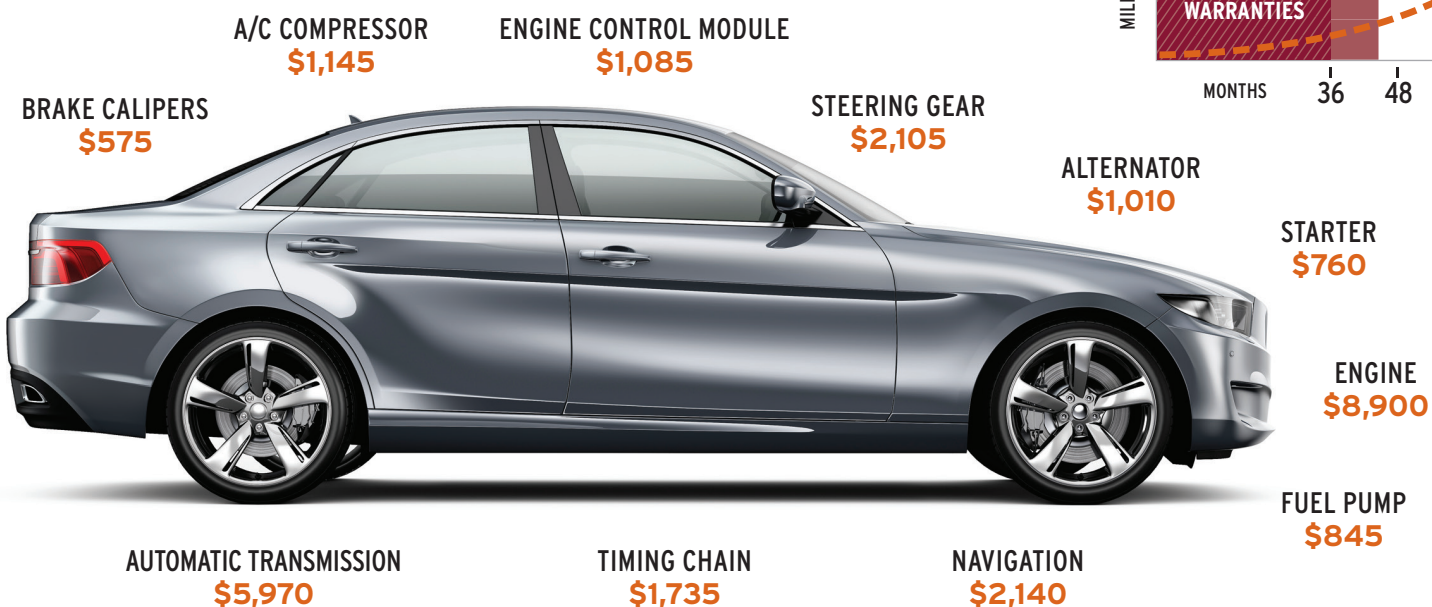 WARRANTIES
MONTHS
36
48
A/C COMPRESSOR
$1,145
ENGINE CONTROL MODULE
$1,085
BRAKE CALIPERS
$575
STEERING GEAR
$2,105
ALTERNATOR
$1,010
STARTER
$760
ENGINE
$8,900
FUEL PUMP
$845
AUTOMATIC TRANSMISSION
$5,970
TIMING CHAIN
$1,735
NAVIGATION
$2,140